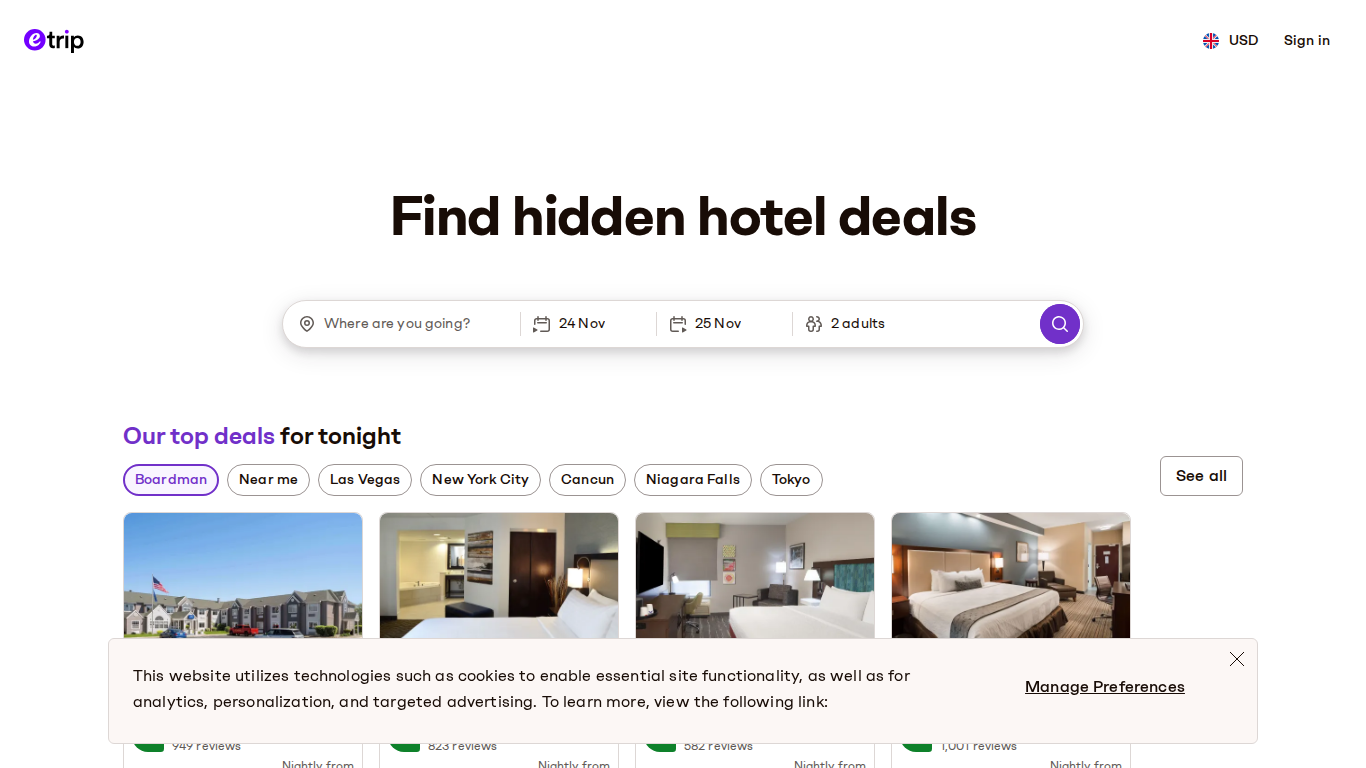 etrip
USD
Sign in
Find hidden hotel deals
Where are you going?
24 Nov
25 Nov
2 adults
Our top deals for tonight
Boardman
Near me
Las Vegas
New York City
Cancun
Niagara Falls
Tokyo
See all
This website utilizes technologies such as cookies to enable essential site functionality, as well as for
analytics, personalization, and targeted advertising. To learn more, view the following link:
Manage Preferences
949 reviews
823 reviews
582 reviews
1,001 reviews
Nightly from
Nightly from
Nightly from
Nightly from